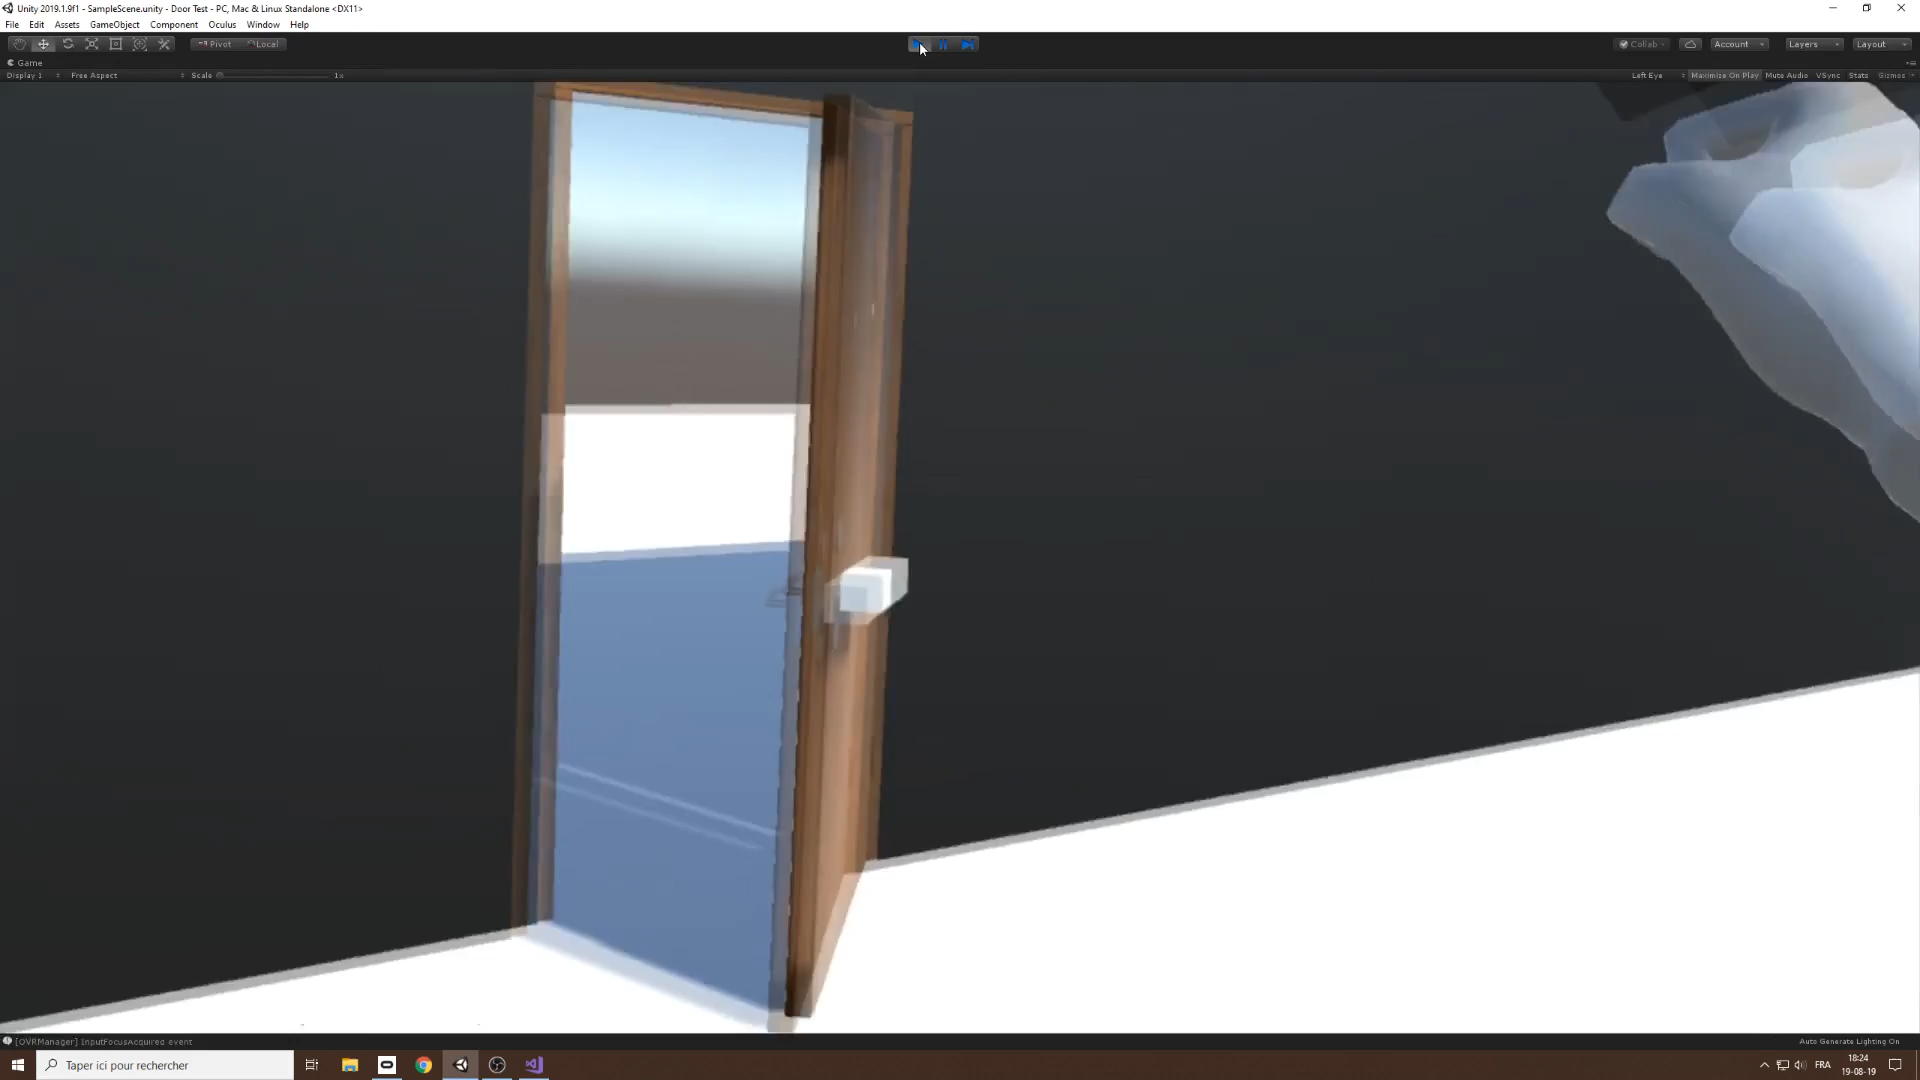 Unity 2019.1.9f1 - SampleScene.unity - Door Test - PC, Mac & Linux Standalone <DX11>
File Edit Assets GameObject Component Oculus Window Help
Pivot Local Collab Account Layers Layout
Game
Display 1 Free Aspect Scale 1x Left Eye Maximize On Play Mute Audio VSync Stats Gizmos
[OVRManager] InputFocusAcquired event Auto Generate Lighting On
Taper ici pour rechercher FRA 18:24
19-08-19